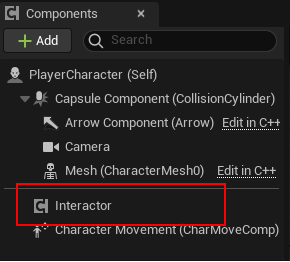 Components
Add
Search
PlayerCharacter (Self)
Capsule Component (CollisionCylinder)
Arrow Component (Arrow) Edit in C++
Camera
Mesh (CharacterMesh0) Edit in C++
Interactor
Character Movement (CharMoveComp)